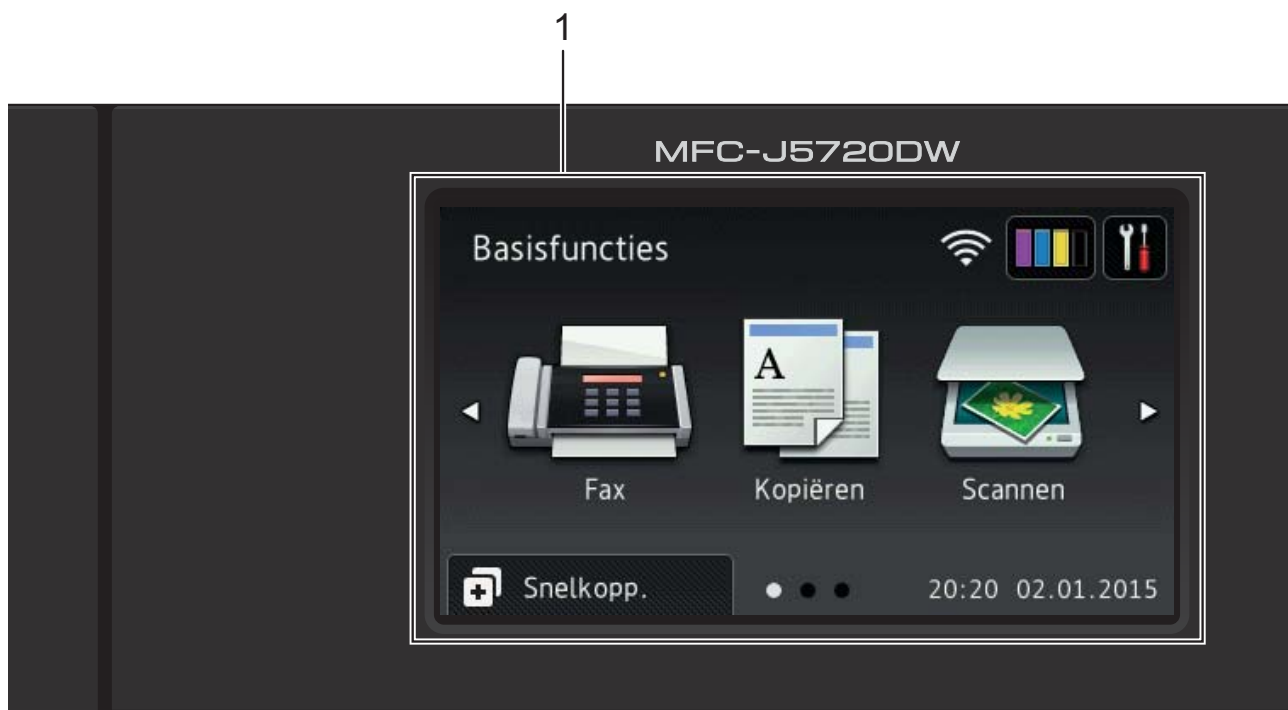 1
MFC-J5720DW
Basisfuncties
A
Fax
Kopiëren
Scannen
Snelkopp.
20:20 02.01.2015